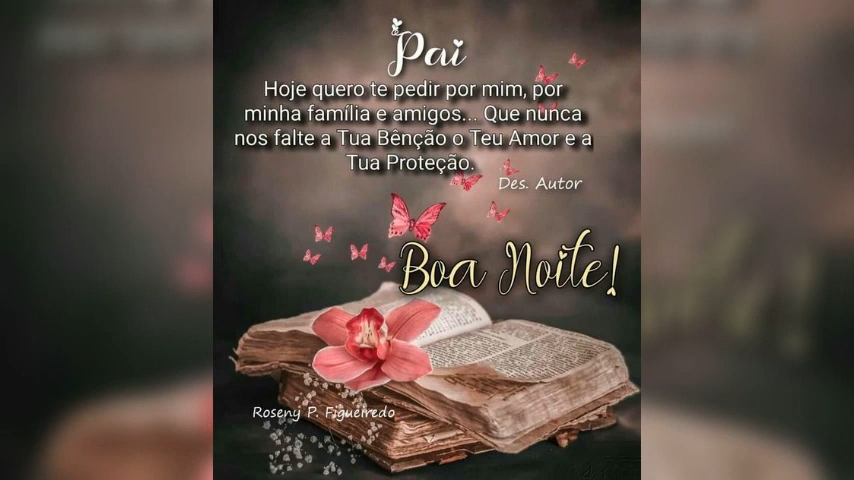 Pai
Hoje quero te pedir por mim, por
minha família e amigos... Que nunca
nos falte a Tua Bênção o Teu Amor e a
Tua Proteção.
Des. Autor
Boa Noite!
Roseny P. Figueiredo